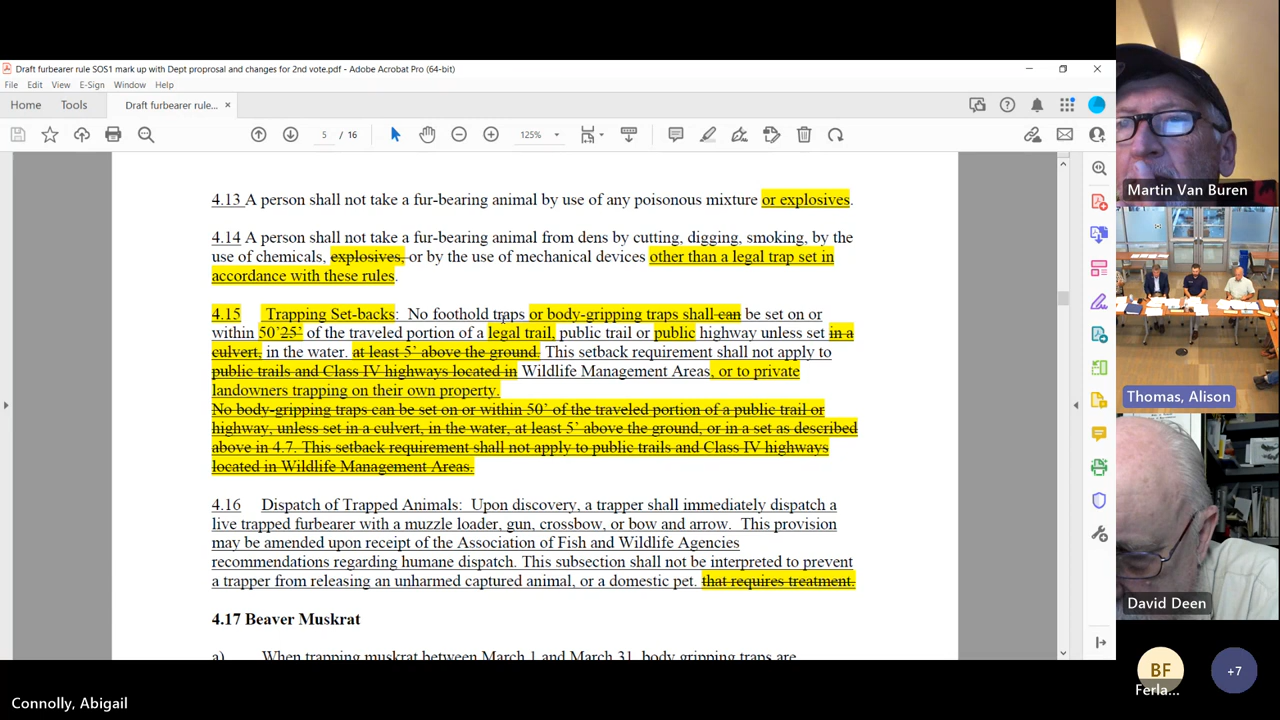 Draft furbearer rule SOS1 mark up with Dept proprosal and changes for 2nd vote.pdf - Adobe Acrobat Pro (64-bit)
File Edit View E-Sign Window Help
Home Tools Draft furbearer rule... ×
5 / 16 125%
4.13 A person shall not take a fur-bearing animal by use of any poisonous mixture or explosives.
4.14 A person shall not take a fur-bearing animal from dens by cutting, digging, smoking, by the
use of chemicals, explosives, or by the use of mechanical devices other than a legal trap set in
accordance with these rules.
4.15 Trapping Set-backs: No foothold traps or body-gripping traps shall can be set on or
within 50’25’ of the traveled portion of a legal trail, public trail or public highway unless set in a
culvert, in the water. at least 5’ above the ground. This setback requirement shall not apply to
public trails and Class IV highways located in Wildlife Management Areas, or to private
landowners trapping on their own property.
No body-gripping traps can be set on or within 50’ of the traveled portion of a public trail or
highway, unless set in a culvert, in the water, at least 5’ above the ground, or in a set as described
above in 4.7. This setback requirement shall not apply to public trails and Class IV highways
located in Wildlife Management Areas.
4.16 Dispatch of Trapped Animals: Upon discovery, a trapper shall immediately dispatch a
live trapped furbearer with a muzzle loader, gun, crossbow, or bow and arrow. This provision
may be amended upon receipt of the Association of Fish and Wildlife Agencies
recommendations regarding humane dispatch. This subsection shall not be interpreted to prevent
a trapper from releasing an unharmed captured animal, or a domestic pet. that requires treatment.
4.17 Beaver Muskrat
a) When trapping muskrat between March 1 and March 31, body gripping traps are
Martin Van Buren
Thomas, Alison
David Deen
BF
+7
Ferla...
Connolly, Abigail